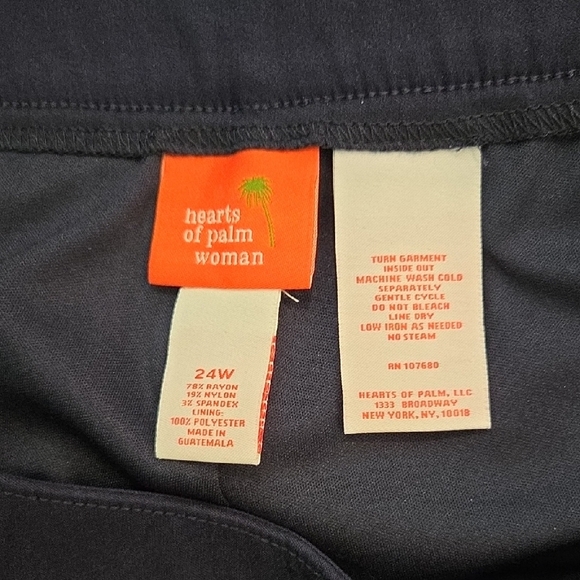 hearts
of palm
woman
24W
78% RAYON
19% NYLON
3% SPANDEX
LINING:
100% POLYESTER
MADE IN
GUATEMALA
TURN GARMENT
INSIDE OUT
MACHINE WASH COLD
SEPARATELY
GENTLE CYCLE
DO NOT BLEACH
LINE DRY
LOW IRON AS NEEDED
NO STEAM
RN 107680
HEARTS OF PALM, LLC
1333 BROADWAY
NEW YORK, NY, 10018